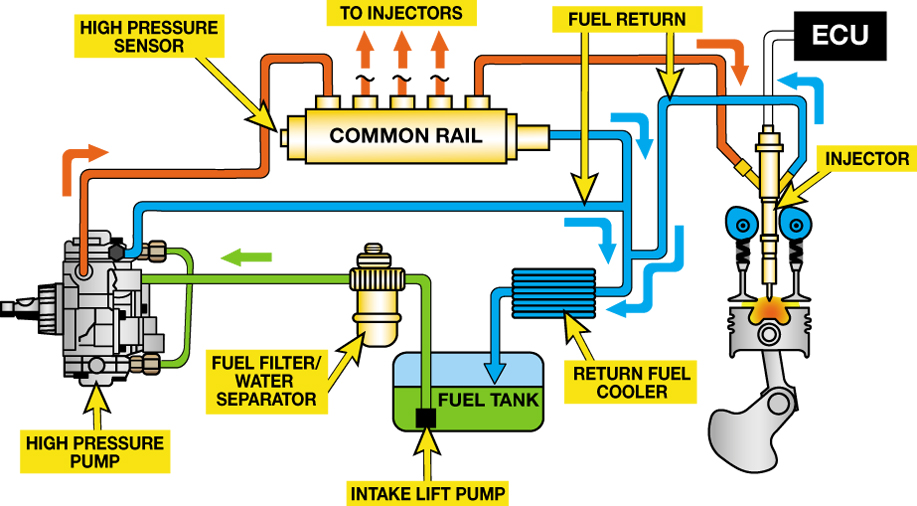 TO INJECTORS
FUEL RETURN
HIGH PRESSURE
SENSOR
ECU
COMMON RAIL
INJECTOR
FUEL FILTER/
WATER
SEPARATOR
RETURN FUEL
COOLER
FUEL TANK
HIGH PRESSURE
PUMP
INTAKE LIFT PUMP